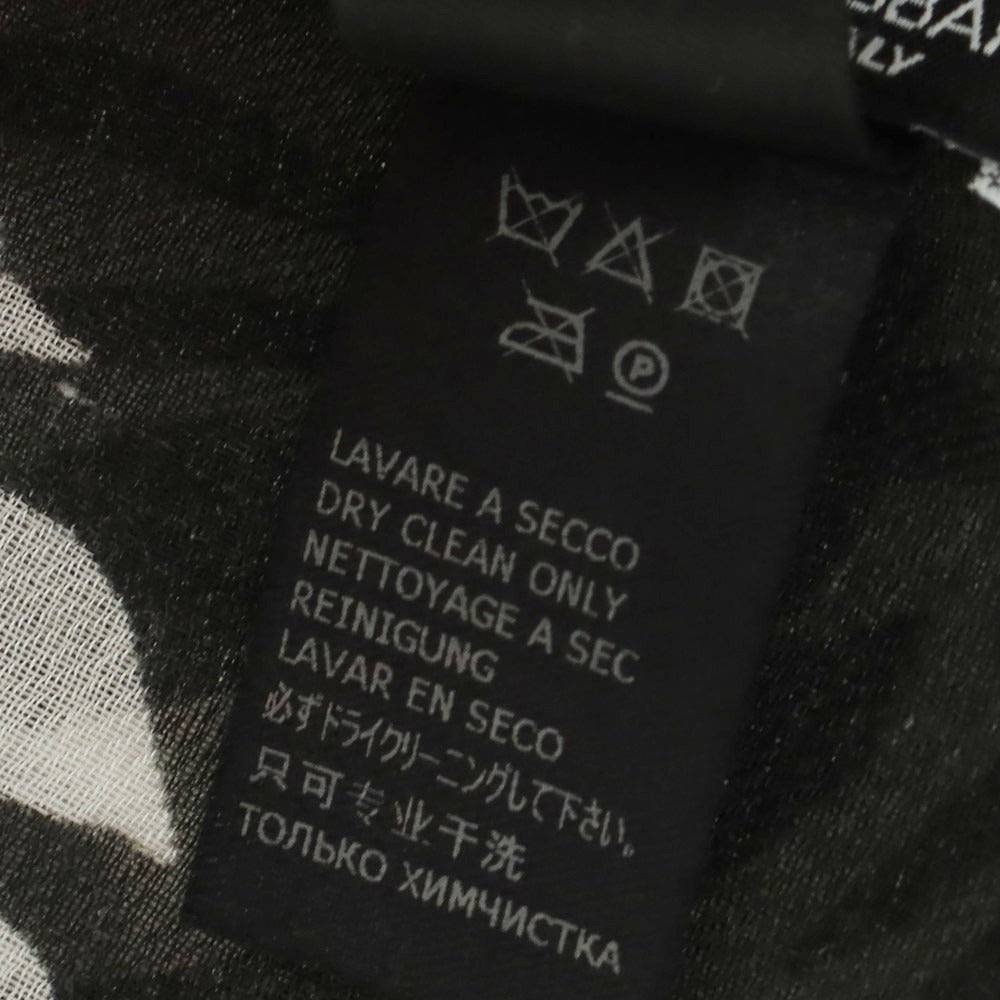 LY
P
LAVARE A SECCO
DRY CLEAN ONLY
NETTOYAGE A SEC
REINIGUNG
LAVAR EN SECO
必ずドライクリーニングして下さい。
只可专业干洗
ТОЛЬКО ХИМЧИСТКА